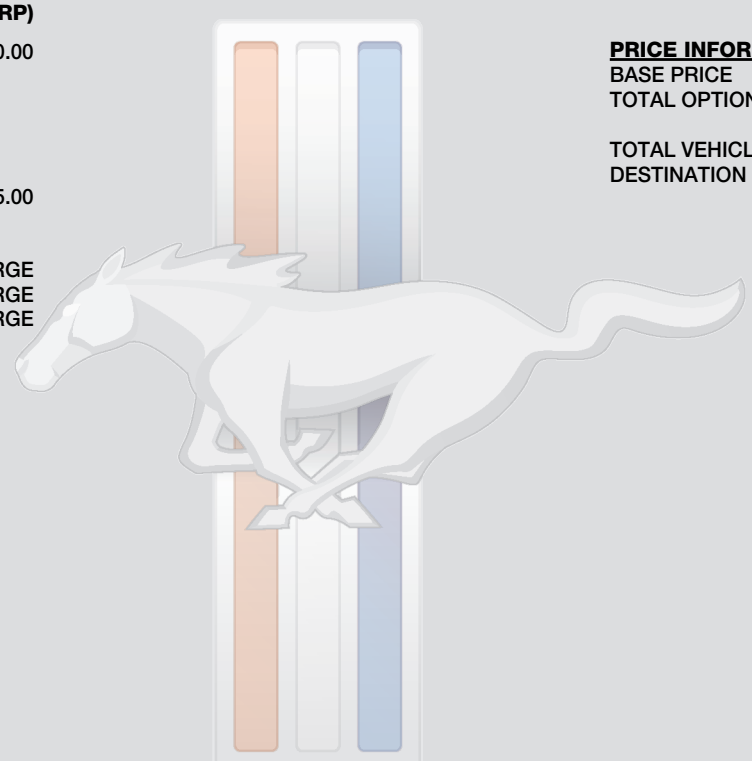 RP)
0.00
5.00
RGE
RGE
RGE
PRICE INFOR
BASE PRICE
TOTAL OPTION
TOTAL VEHICL
DESTINATION